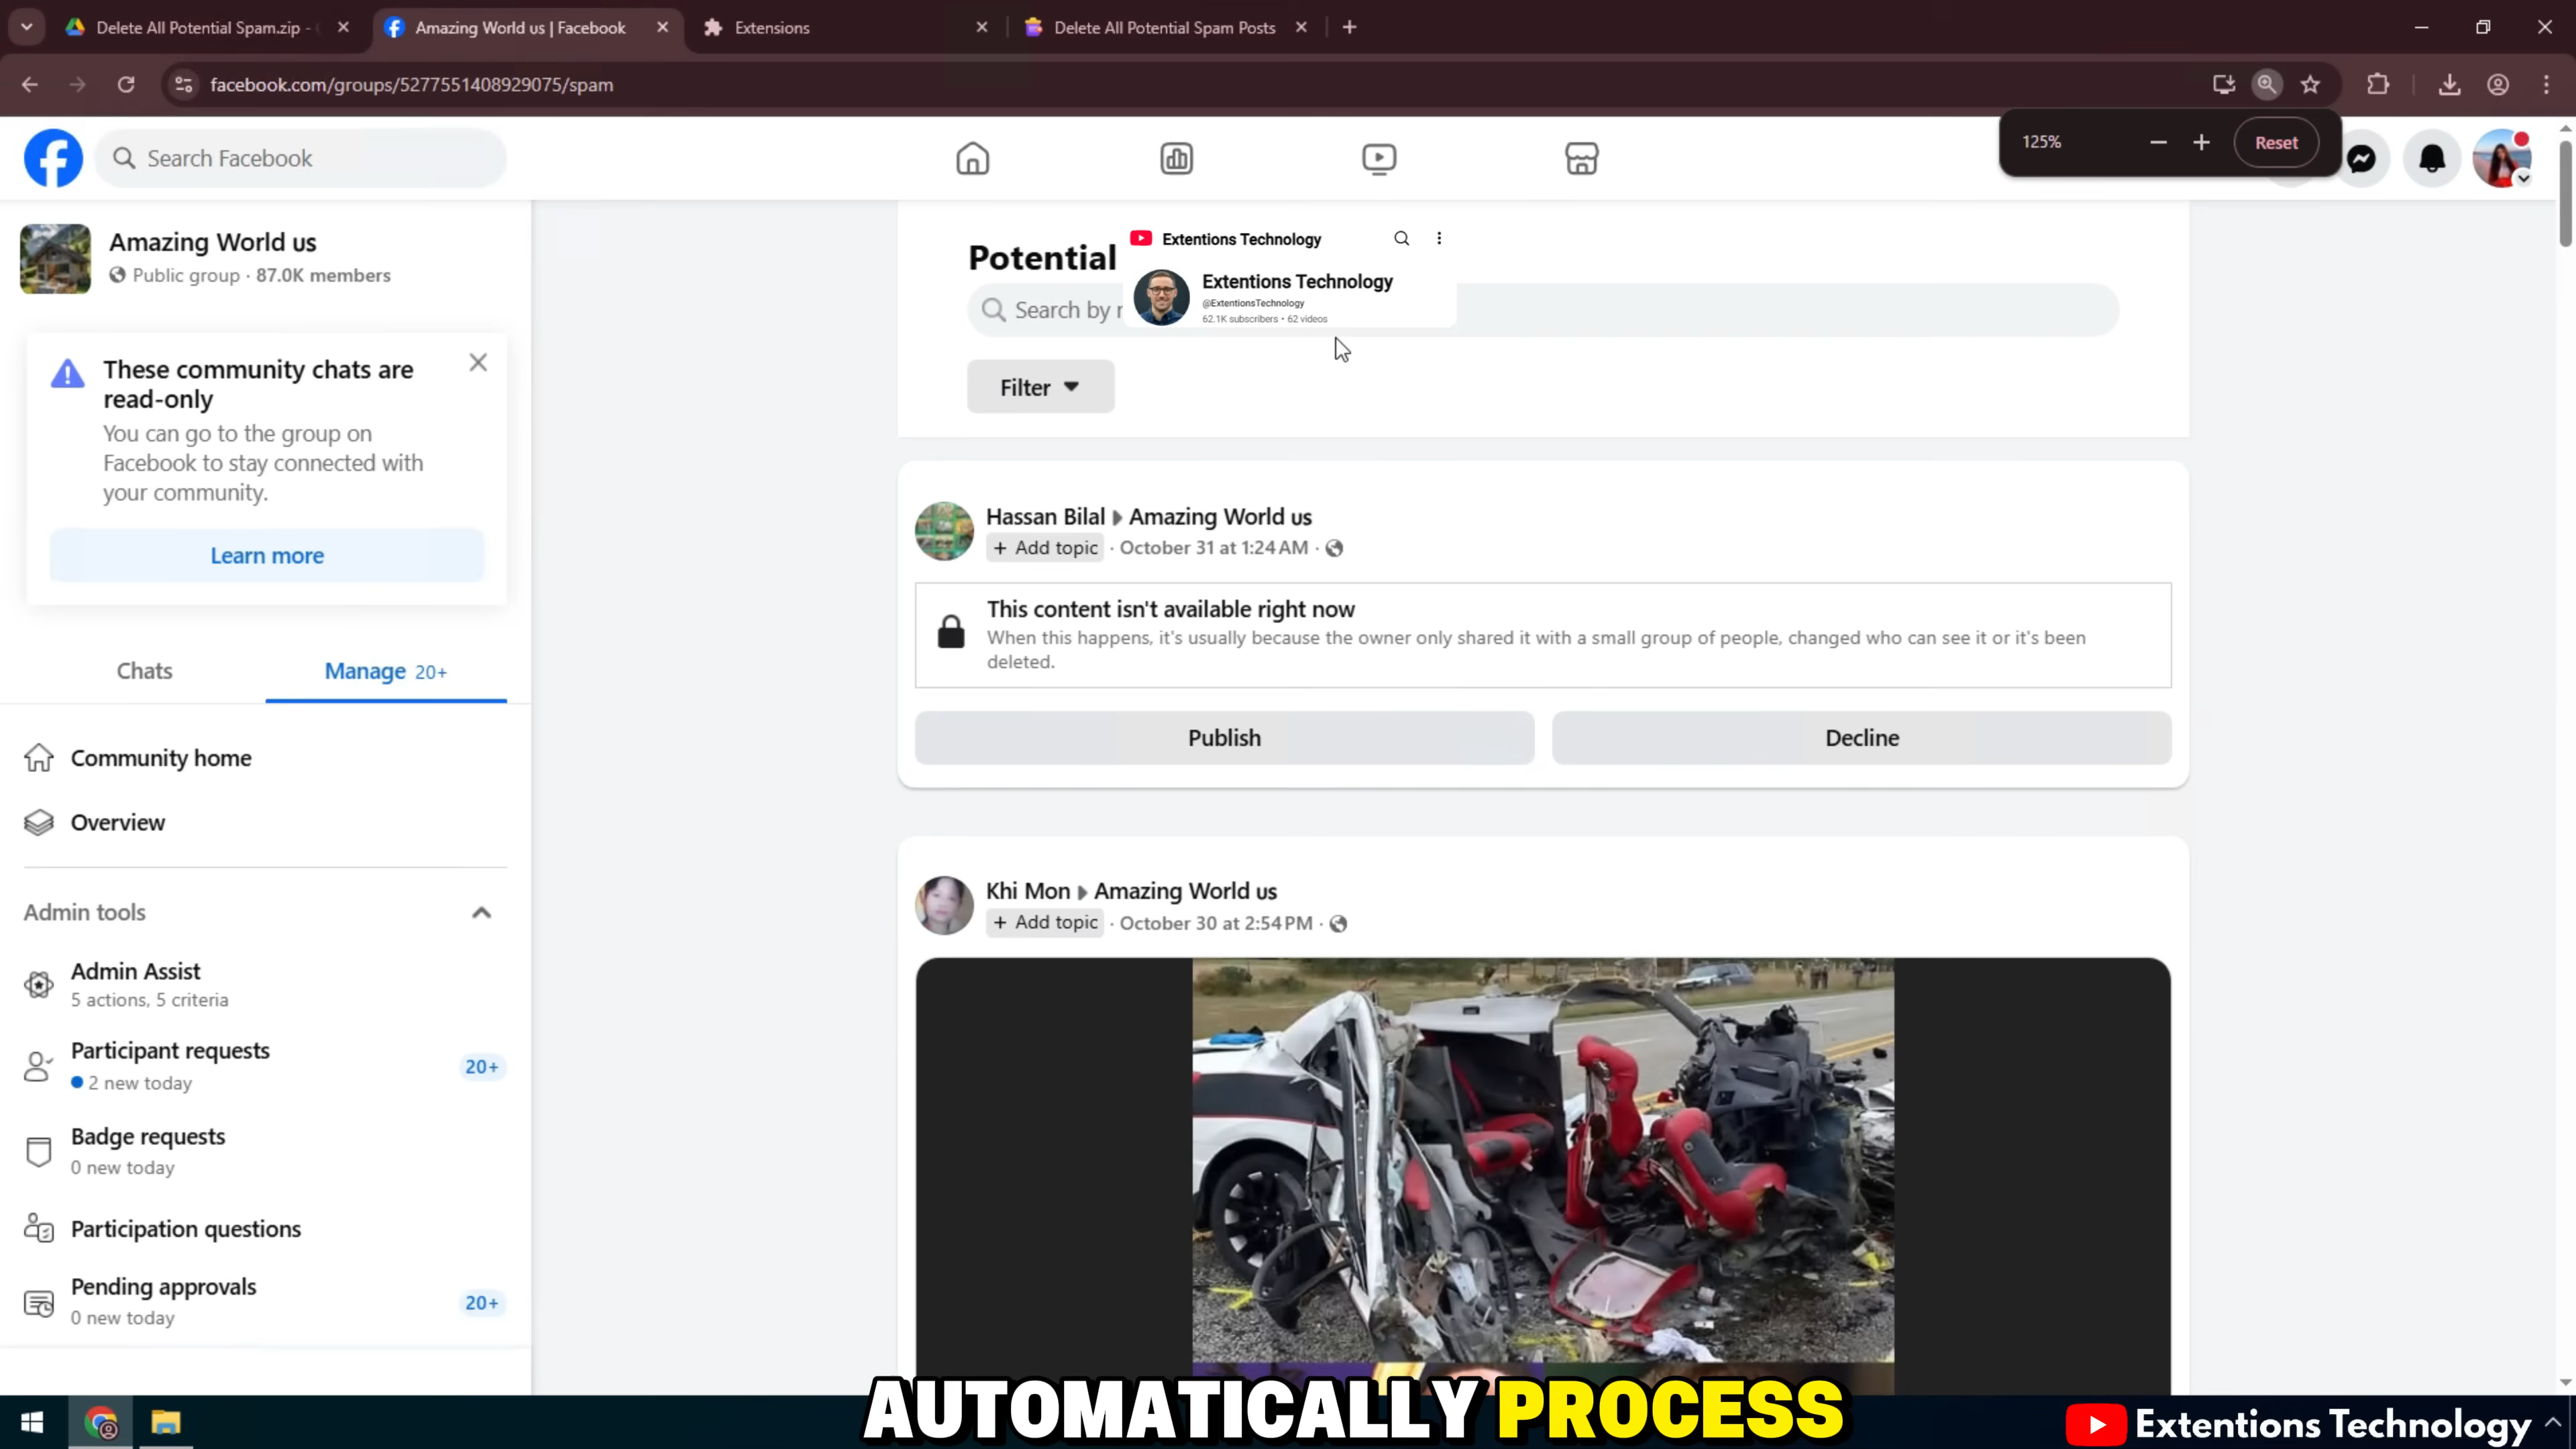 Delete All Potential Spam.zip -
Amazing World us | Facebook
Extensions
Delete All Potential Spam Posts
facebook.com/groups/5277551408929075/spam
Search Facebook
125%
Reset
Amazing World us
Public group · 87.0K members
These community chats are
read-only
You can go to the group on
Facebook to stay connected with
your community.
Learn more
Chats
Manage 20+
Community home
Overview
Admin tools
Admin Assist
5 actions, 5 criteria
Participant requests
2 new today
20+
Badge requests
0 new today
Participation questions
Pending approvals
0 new today
20+
Potential
Search by
Extentions Technology
Extentions Technology
@ExtentionsTechnology
62.1K subscribers • 62 videos
Filter
Hassan Bilal Amazing World us
+ Add topic · October 31 at 1:24 AM ·
This content isn't available right now
When this happens, it's usually because the owner only shared it with a small group of people, changed who can see it or it's been
deleted.
Publish
Decline
Khi Mon Amazing World us
+ Add topic · October 30 at 2:54 PM ·
AUTOMATICALLY PROCESS
Extentions Technology